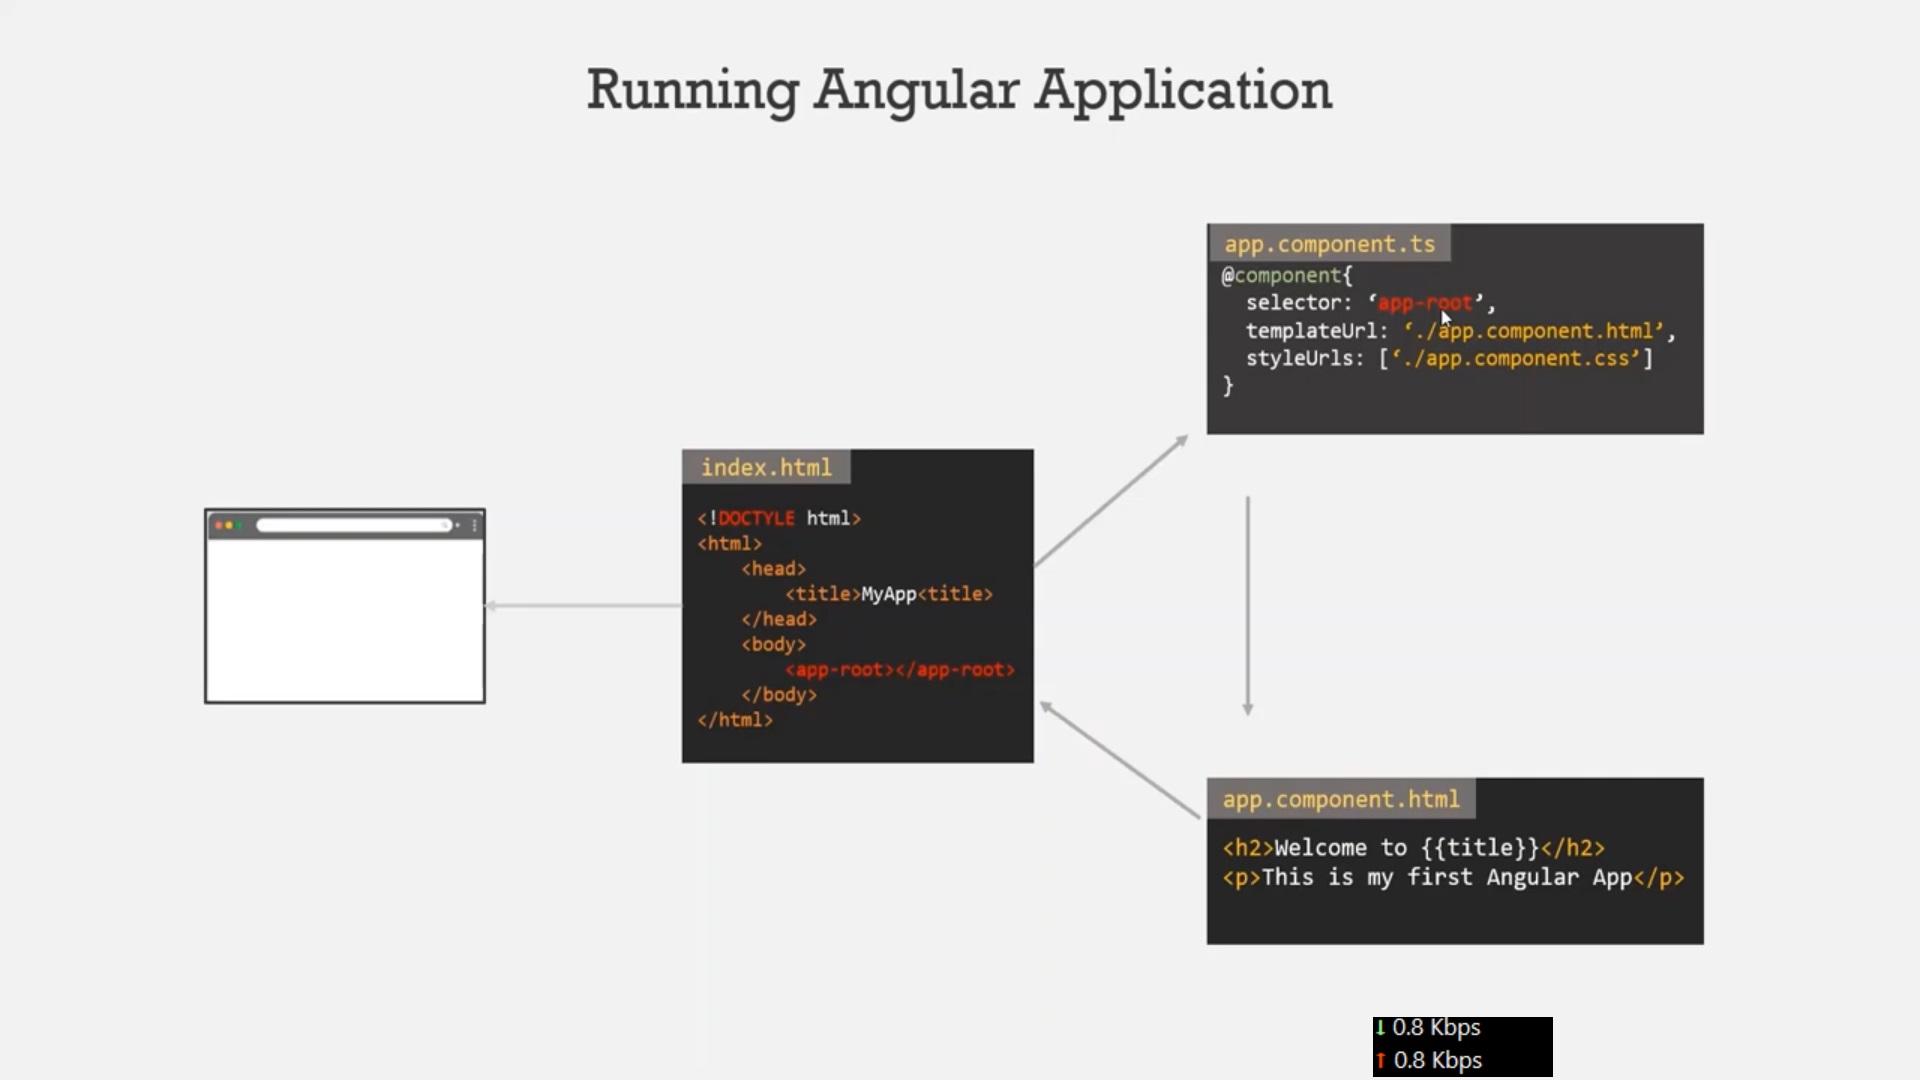 Running Angular Application
app.component.ts
@component{
selector: ‘app-root’,
templateUrl: ‘./app.component.html’,
styleUrls: [‘./app.component.css’]
}
index.html
<!DOCTYLE html>
<html>
<head>
<title>MyApp<title>
</head>
<body>
<app-root></app-root>
</body>
</html>
app.component.html
<h2>Welcome to {{title}}</h2>
<p>This is my first Angular App</p>
↓ 0.8 Kbps
↑ 0.8 Kbps